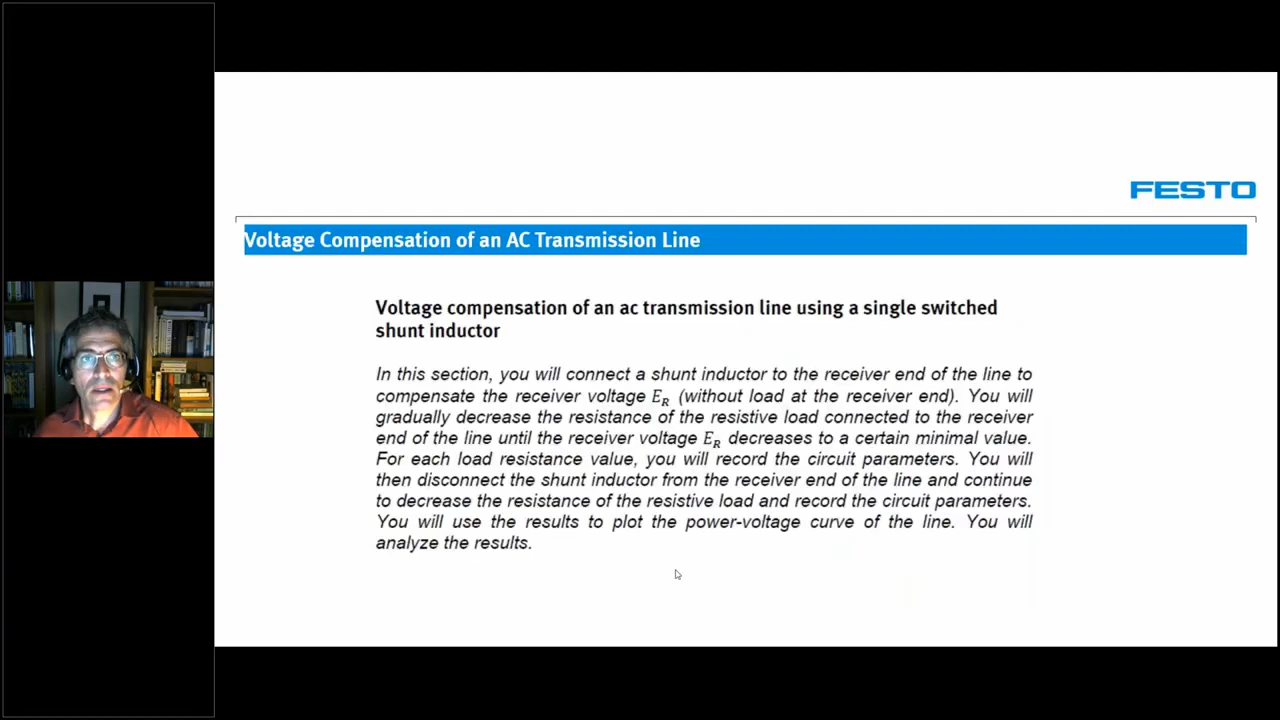 FESTO
Voltage Compensation of an AC Transmission Line
Voltage compensation of an ac transmission line using a single switched
shunt inductor
In this section, you will connect a shunt inductor to the receiver end of the line to
compensate the receiver voltage E_R (without load at the receiver end). You will
gradually decrease the resistance of the resistive load connected to the receiver
end of the line until the receiver voltage E_R decreases to a certain minimal value.
For each load resistance value, you will record the circuit parameters. You will
then disconnect the shunt inductor from the receiver end of the line and continue
to decrease the resistance of the resistive load and record the circuit parameters.
You will use the results to plot the power-voltage curve of the line. You will
analyze the results.